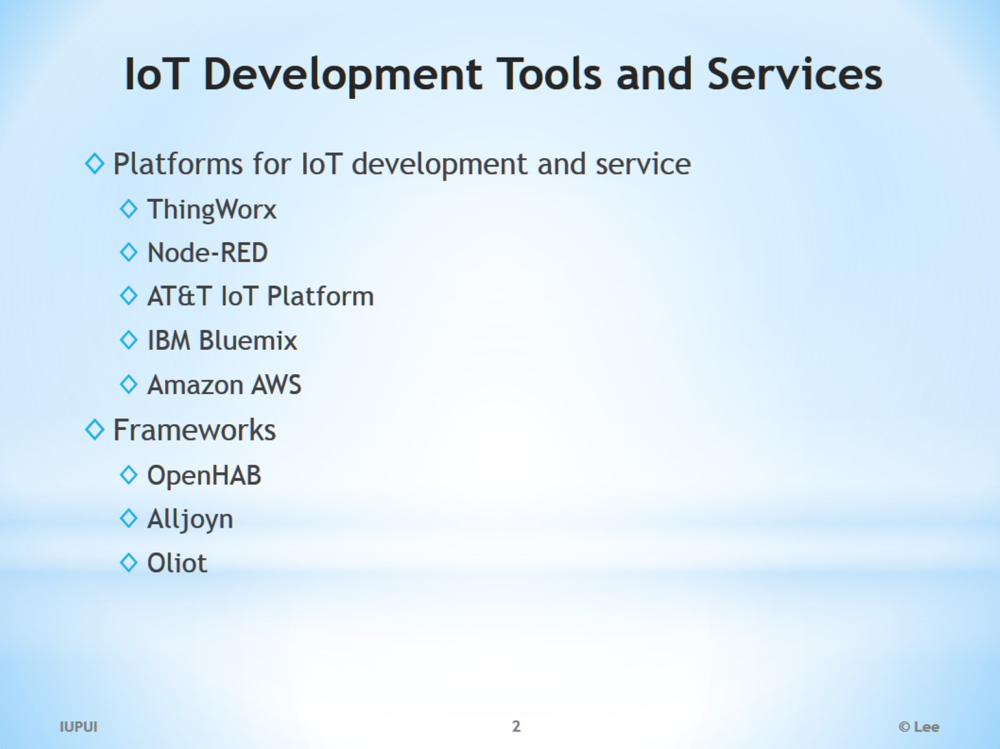 IoT Development Tools and Services
Platforms for IoT development and service
ThingWorx
Node-RED
AT&T IoT Platform
IBM Bluemix
Amazon AWS
Frameworks
OpenHAB
Alljoyn
Oliot
IUPUI
2
© Lee